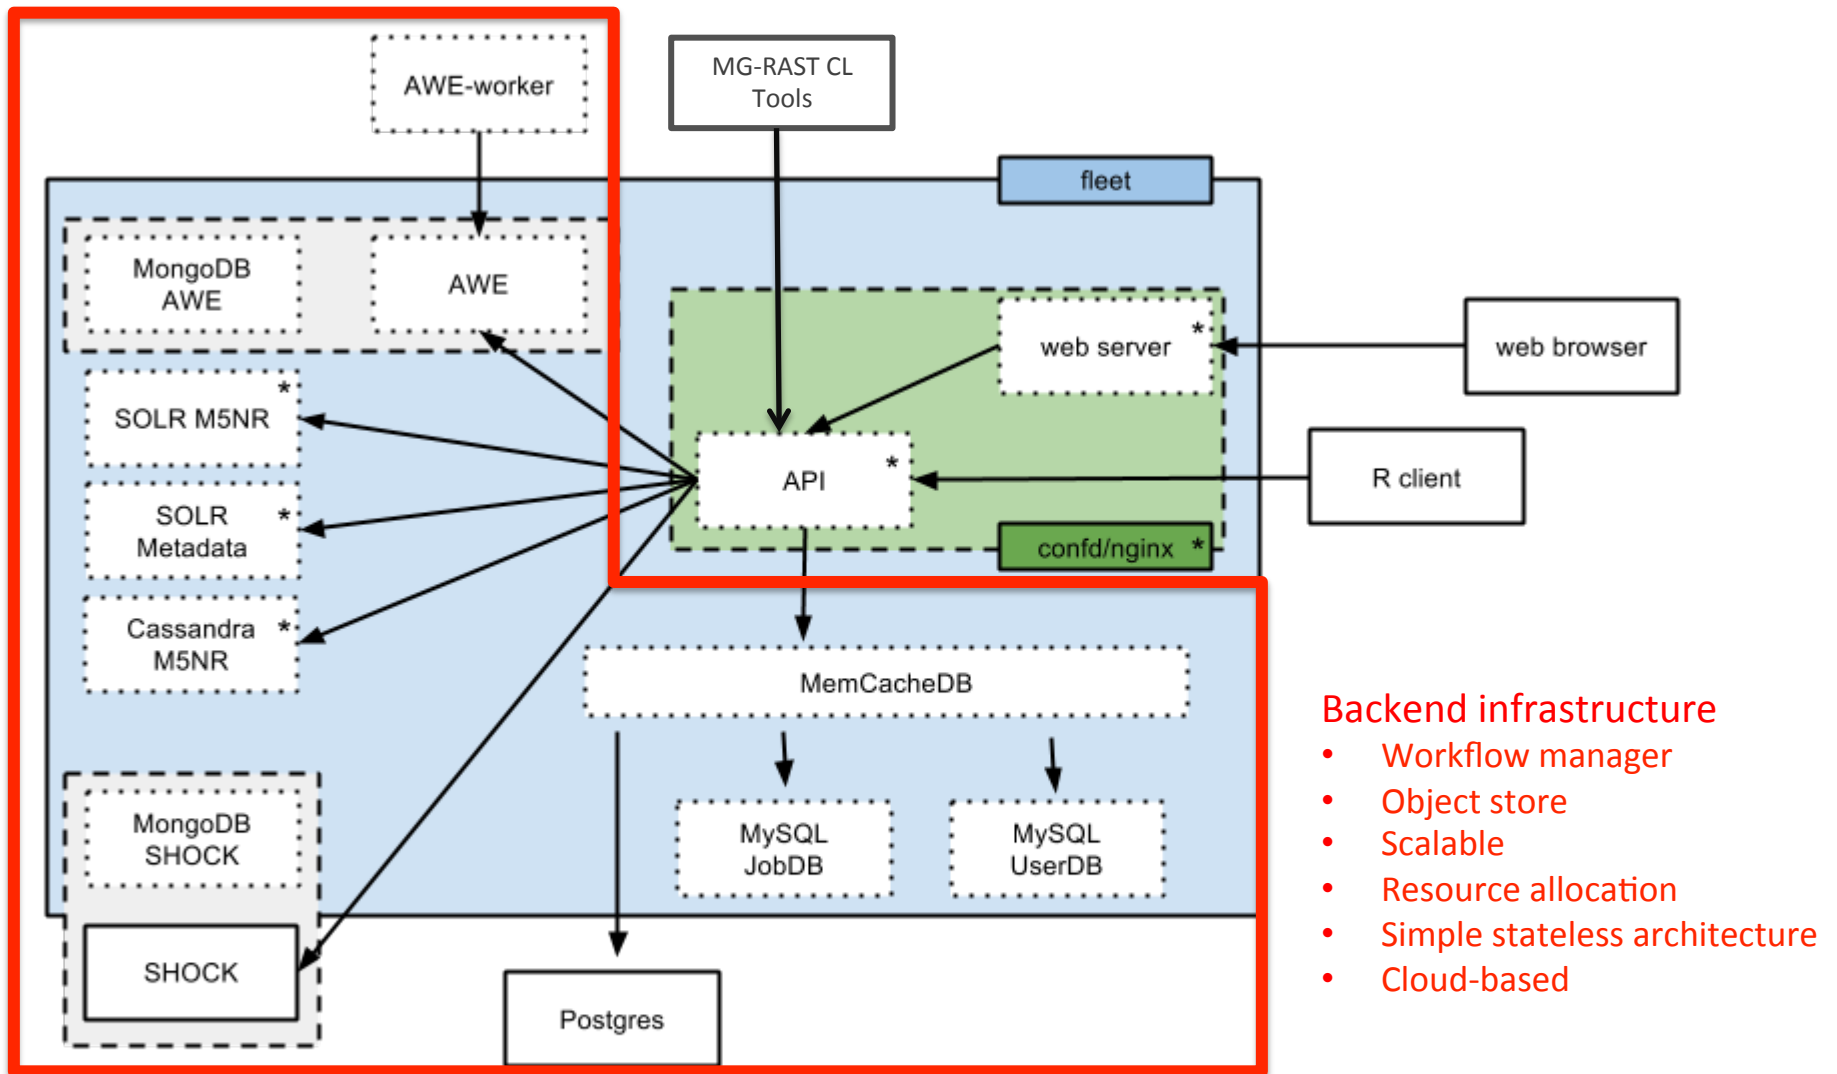 AWE-worker
MG-RAST CL
Tools
fleet
MongoDB
AWE
AWE
web server *
web browser
SOLR M5NR *
API *
R client
SOLR *
Metadata
confd/nginx *
Cassandra *
M5NR
MemCacheDB
Backend infrastructure
• Workflow manager
• Object store
• Scalable
• Resource allocation
• Simple stateless architecture
• Cloud-based
MongoDB
SHOCK
MySQL
JobDB
MySQL
UserDB
SHOCK
Postgres